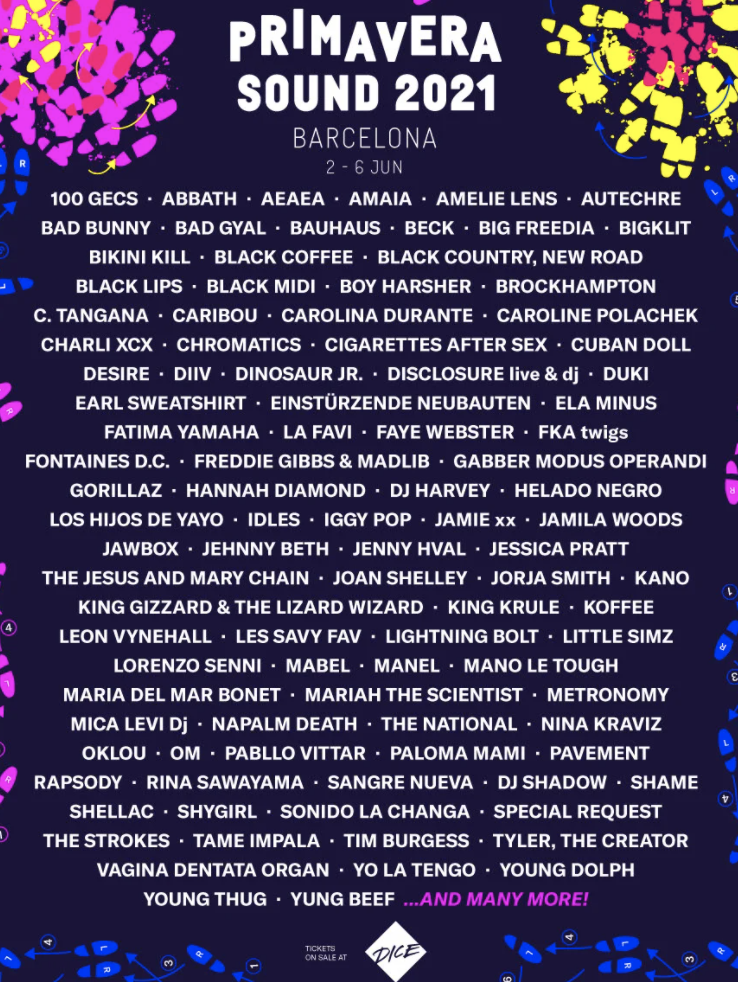 PRIMAVERA
SOUND 2021
BARCELONA
2 - 6 JUN
100 GECS · ABBATH · AEAEA · AMAIA · AMELIE LENS · AUTECHRE
BAD BUNNY · BAD GYAL · BAUHAUS · BECK · BIG FREEDIA · BIGKLIT
BIKINI KILL · BLACK COFFEE · BLACK COUNTRY, NEW ROAD
BLACK LIPS · BLACK MIDI · BOY HARSHER · BROCKHAMPTON
C. TANGANA · CARIBOU · CAROLINA DURANTE · CAROLINE POLACHEK
CHARLI XCX · CHROMATICS · CIGARETTES AFTER SEX · CUBAN DOLL
DESIRE · DIIV · DINOSAUR JR. · DISCLOSURE live & dj · DUKI
EARL SWEATSHIRT · EINSTÜRZENDE NEUBAUTEN · ELA MINUS
FATIMA YAMAHA · LA FAVI · FAYE WEBSTER · FKA twigs
FONTAINES D.C. · FREDDIE GIBBS & MADLIB · GABBER MODUS OPERANDI
GORILLAZ · HANNAH DIAMOND · DJ HARVEY · HELADO NEGRO
LOS HIJOS DE YAYO · IDLES · IGGY POP · JAMIE xx · JAMILA WOODS
JAWBOX · JEHNNY BETH · JENNY HVAL · JESSICA PRATT
THE JESUS AND MARY CHAIN · JOAN SHELLEY · JORJA SMITH · KANO
KING GIZZARD & THE LIZARD WIZARD · KING KRULE · KOFFEE
LEON VYNEHALL · LES SAVY FAV · LIGHTNING BOLT · LITTLE SIMZ
LORENZO SENNI · MABEL · MANEL · MANO LE TOUGH
MARIA DEL MAR BONET · MARIAH THE SCIENTIST · METRONOMY
MICA LEVI Dj · NAPALM DEATH · THE NATIONAL · NINA KRAVIZ
OKLOU · OM · PABLLO VITTAR · PALOMA MAMI · PAVEMENT
RAPSODY · RINA SAWAYAMA · SANGRE NUEVA · DJ SHADOW · SHAME
SHELLAC · SHYGIRL · SONIDO LA CHANGA · SPECIAL REQUEST
THE STROKES · TAME IMPALA · TIM BURGESS · TYLER, THE CREATOR
VAGINA DENTATA ORGAN · YO LA TENGO · YOUNG DOLPH
YOUNG THUG · YUNG BEEF ...AND MANY MORE!
TICKETS
ON SALE AT
DICE